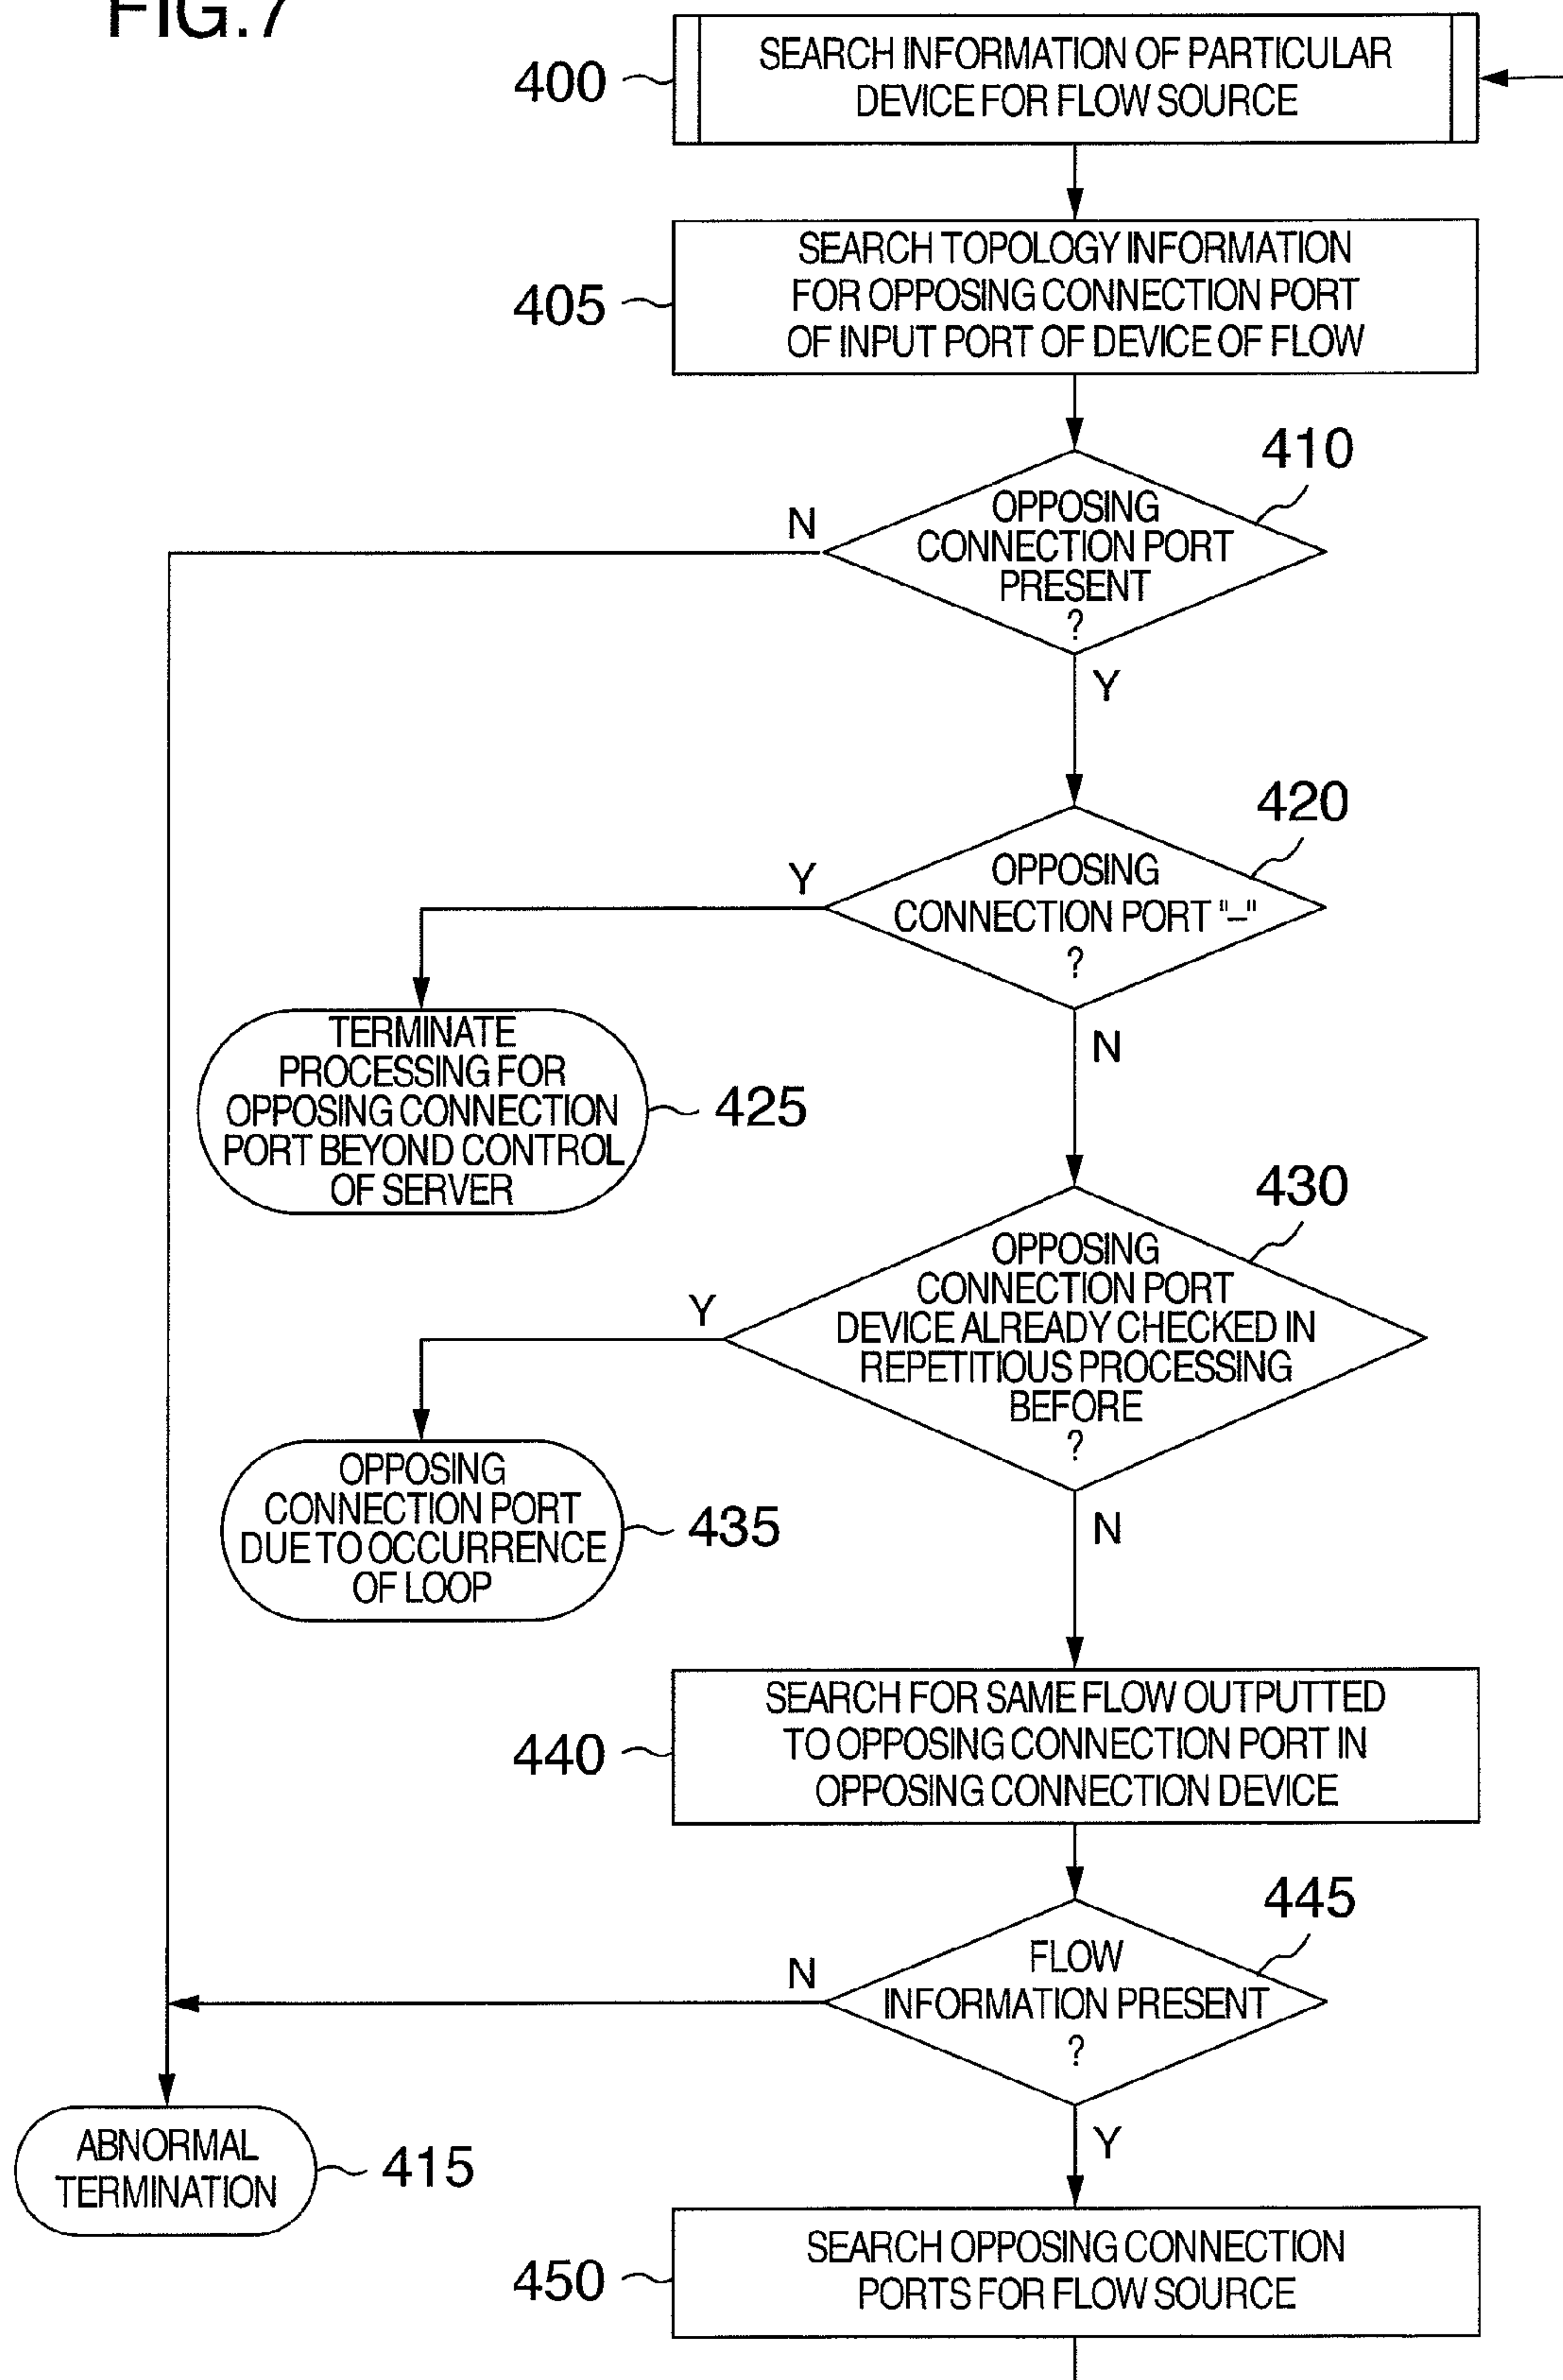 FIG.7
SEARCH INFORMATION OF PARTICULAR
DEVICE FOR FLOW SOURCE
400
SEARCH TOPOLOGY INFORMATION
FOR OPPOSING CONNECTION PORT
OF INPUT PORT OF DEVICE OF FLOW
405
410
OPPOSING
CONNECTION PORT
PRESENT
?
N
Y
420
OPPOSING
CONNECTION PORT "–"
?
Y
N
TERMINATE
PROCESSING FOR
OPPOSING CONNECTION
PORT BEYOND CONTROL
OF SERVER
425
430
OPPOSING
CONNECTION PORT
DEVICE ALREADY CHECKED IN
REPETITIOUS PROCESSING
BEFORE
?
Y
N
OPPOSING
CONNECTION PORT
DUE TO OCCURRENCE
OF LOOP
435
SEARCH FOR SAME FLOW OUTPUTTED
TO OPPOSING CONNECTION PORT IN
OPPOSING CONNECTION DEVICE
440
445
FLOW
INFORMATION PRESENT
?
N
Y
ABNORMAL
TERMINATION
415
SEARCH OPPOSING CONNECTION
PORTS FOR FLOW SOURCE
450